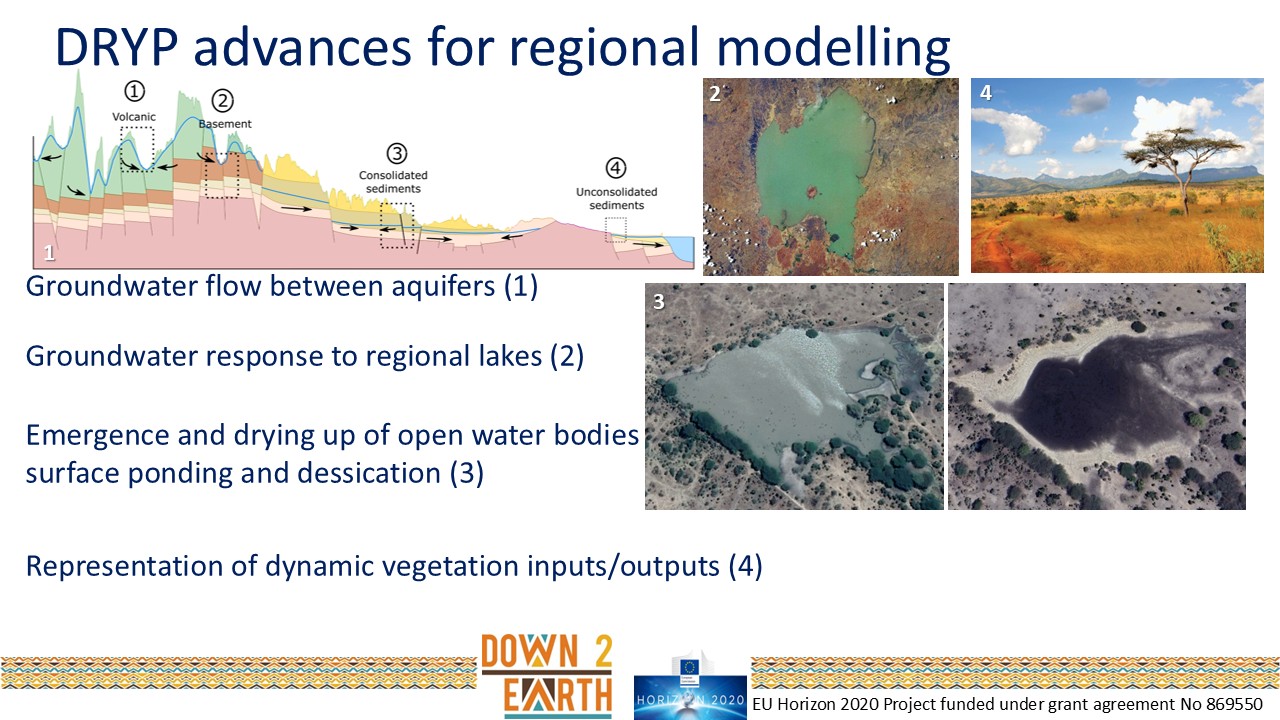 DRYP advances for regional modelling
①
Volcanic
②
Basement
③
Consolidated
sediments
④
Unconsolidated
sediments
1
2
4
Groundwater flow between aquifers (1)
3
Groundwater response to regional lakes (2)
Emergence and drying up of open water bodies
surface ponding and dessication (3)
Representation of dynamic vegetation inputs/outputs (4)
DOWN 2
EARTH
HORIZON 2020
EU Horizon 2020 Project funded under grant agreement No 869550